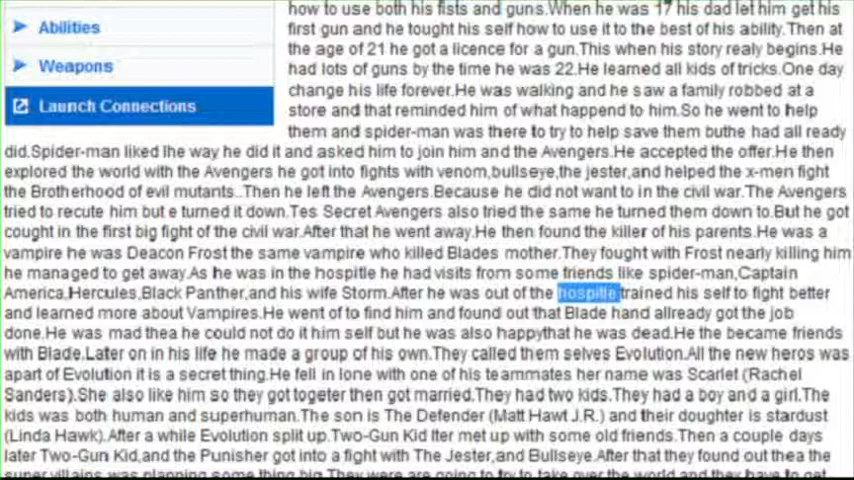 how to use both his fists and guns.When he was 17 his dad let him get his
Abilities
first gun and he tought his self how to use it to the best of his ability.Then at
the age of 21 he got a licence for a gun.This when his story realy begins.He
Weapons
had lots of guns by the time he was 22.He learned all kids of tricks.One day
change his life forever.He was walking and he saw a family robbed at a
Launch Connections
store and that reminded him of what happend to him.So he went to help
them and spider-man was there to try to help save them buthe had all ready
did.Spider-man liked lhe way he did it and asked him to join him and the Avengers.He accepted the offer.He then
explored the world with the Avengers he got into fights with venom,bullseye,the jester,and helped the x-men fight
the Brotherhood of evil mutants..Then he left the Avengers.Because he did not want to in the civil war.The Avengers
tried to recute him but e turned it down.Tes Secret Avengers also tried the same he turned them down to.But he got
cought in the first big fight of the civil war.After that he went away.He then found the killer of his parents.He was a
vampire he was Deacon Frost the same vampire who killed Blades mother.They fought with Frost nearly killing him
he managed to get away.As he was in the hospitle he had visits from some friends like spider-man,Captain
America,Hercules,Black Panther,and his wife Storm.After he was out of the hospitle trained his self to fight better
and learned more about Vampires.He went of to find him and found out that Blade hand allready got the job
done.He was mad thea he could not do it him self but he was also happythat he was dead.He the became friends
with Blade.Later on in his life he made a group of his own.They called them selves Evolution.All the new heros was
apart of Evolution it is a secret thing.He fell in lone with one of his teammates her name was Scarlet (Rachel
Sanders).She also like him so they got togeter then got married.They had two kids.They had a boy and a girl.The
kids was both human and superhuman.The son is The Defender (Matt Hawt J.R.) and their daughter is stardust
(Linda Hawk).After a while Evolution split up.Two-Gun Kid lter met up with some old friends.Then a couple days
later Two-Gun Kid,and the Punisher got into a fight with The Jester,and Bullseye.After that they found out thea the
super villains was planning some thing big.They were are going to try to take over the world and they have to get